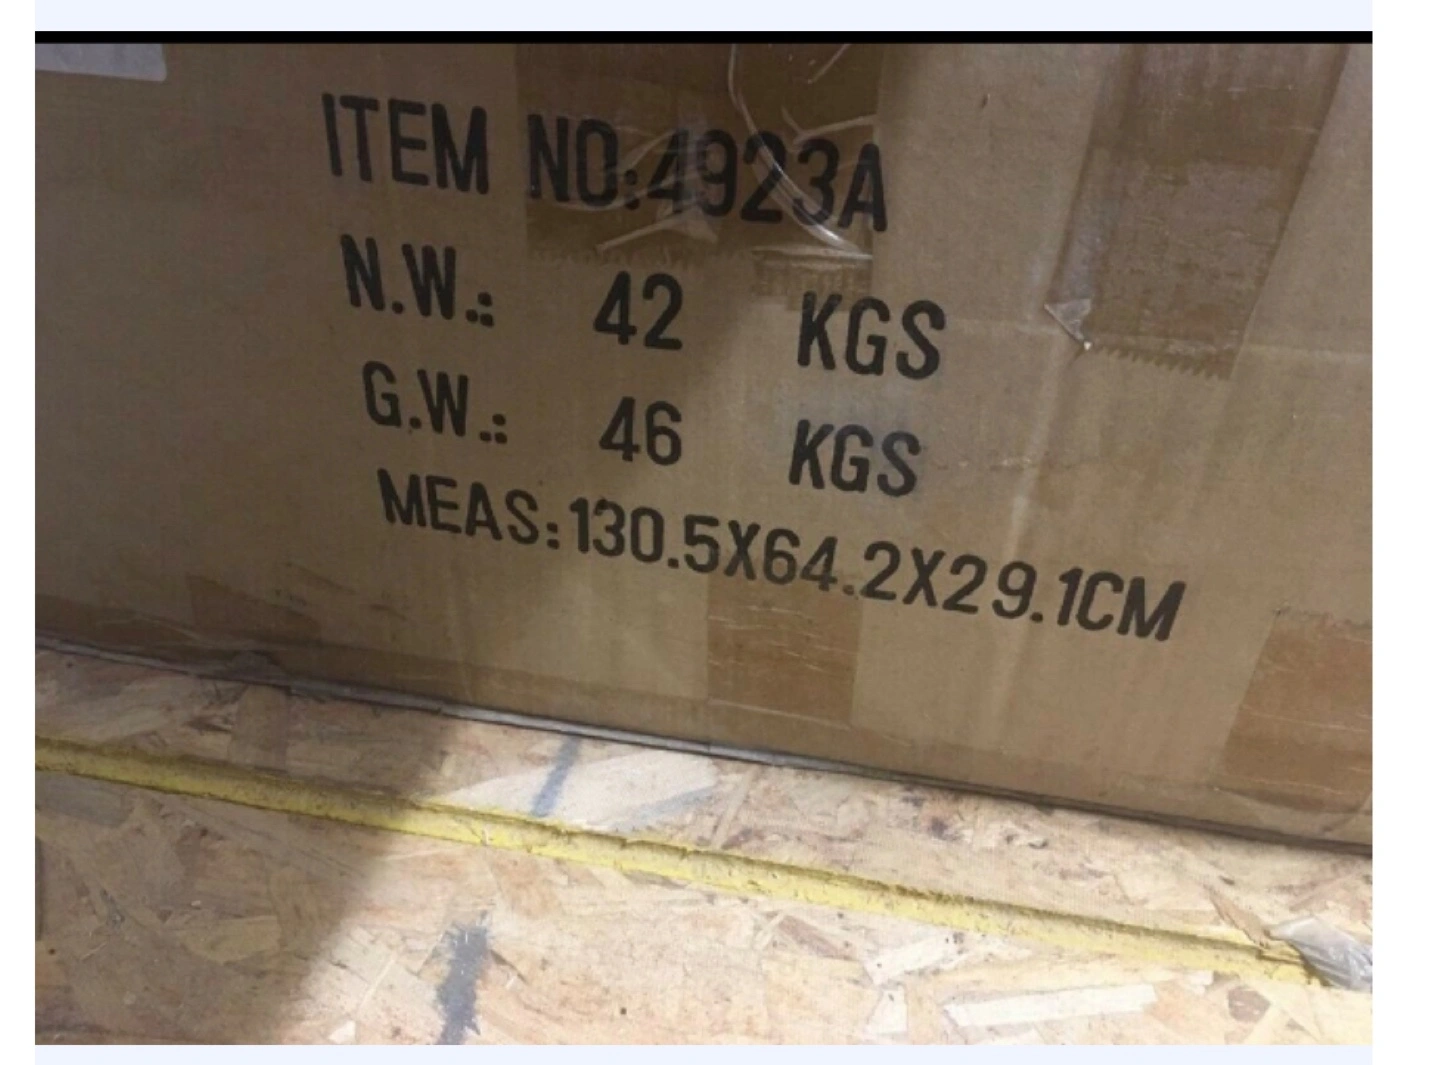 ITEM NO:4923A
N.W.: 42 KGS
G.W.: 46 KGS
MEAS:130.5X64.2X29.1CM